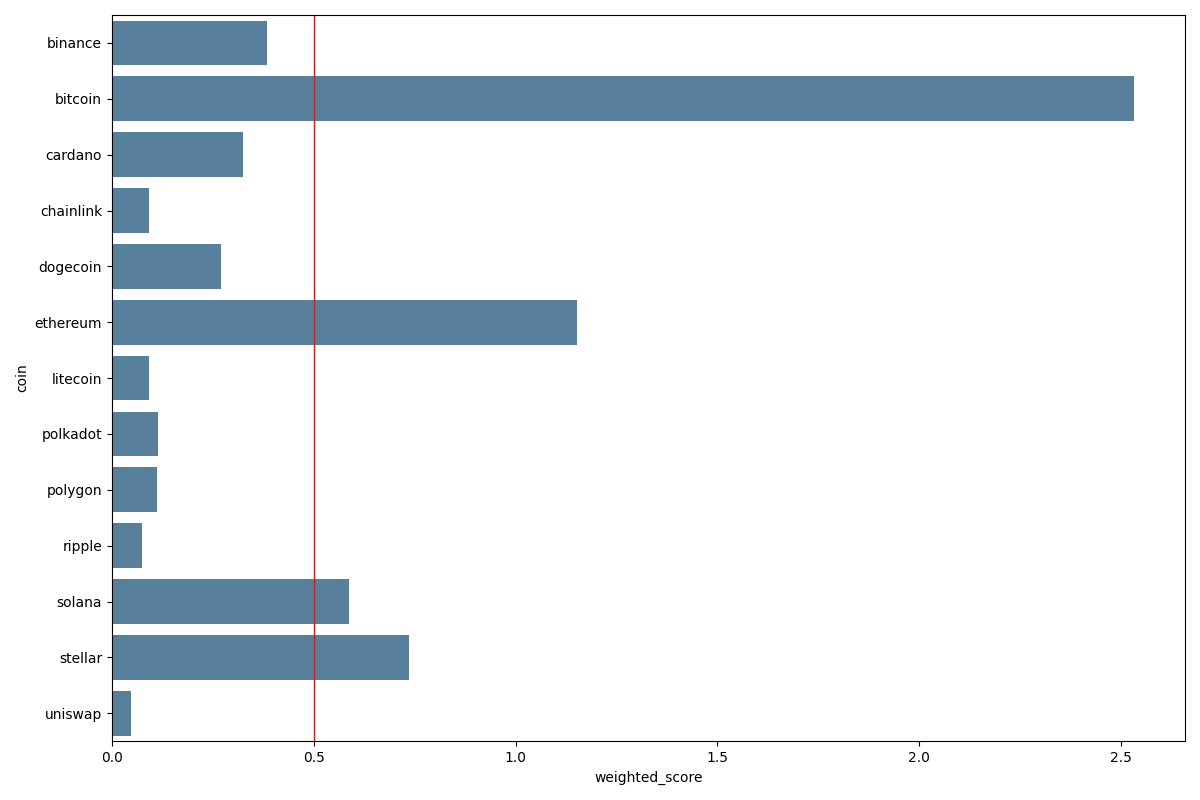 binance
bitcoin
cardano
chainlink
dogecoin
ethereum
litecoin
polkadot
polygon
ripple
solana
stellar
uniswap
coin
0.0 0.5 1.0 1.5 2.0 2.5
weighted_score